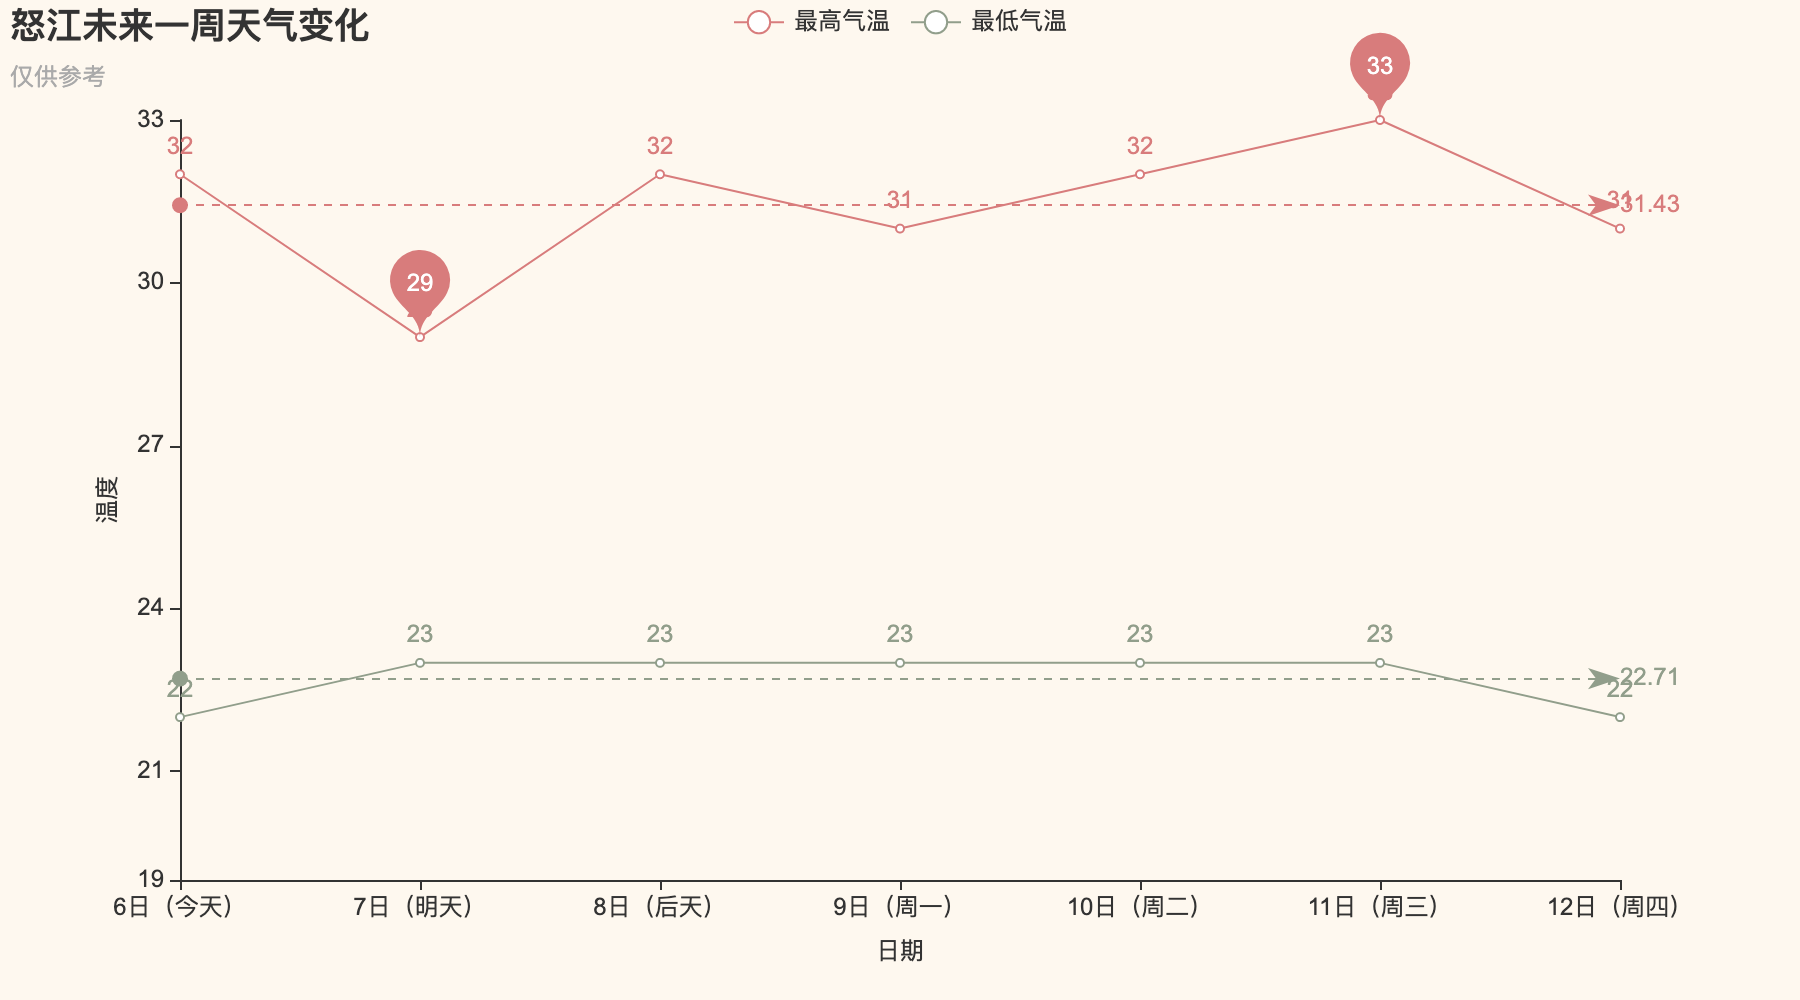 怒江未来一周天气变化
仅供参考
最高气温 最低气温
33
32 32 31 32 33 31
31.43
30
29
27
温度
24
23 23 23 23 23
22 22
22.71
21
19
6日（今天） 7日（明天） 8日（后天） 9日（周一） 10日（周二） 11日（周三） 12日（周四）
日期